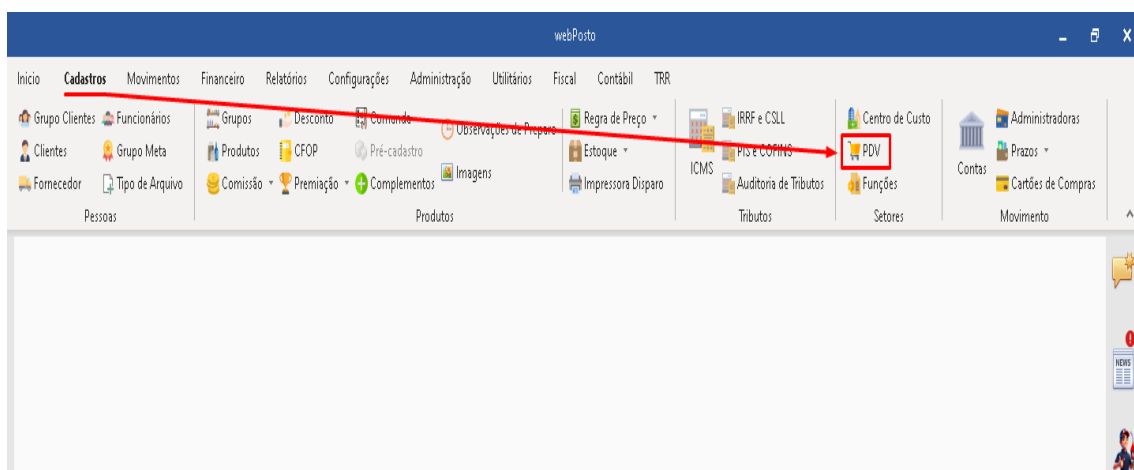 webPosto
Inicio Cadastros Movimentos Financeiro Relatórios Configurações Administração Utilitários Fiscal Contábil TRR
Grupo Clientes Funcionários Grupos Desconto Comanda Observações de Preparo Regra de Preço IRRF e CSLL Centro de Custo Administradoras
Clientes Grupo Meta Produtos CFOP Pré-cadastro Imagens Estoque ICMS PIS e COFINS PDV Contas Prazos
Fornecedor Tipo de Arquivo Comissão Premiação Complementos Impressora Disparo Auditoria de Tributos Funções Cartões de Compras
Pessoas Produtos Tributos Setores Movimento
NEWS